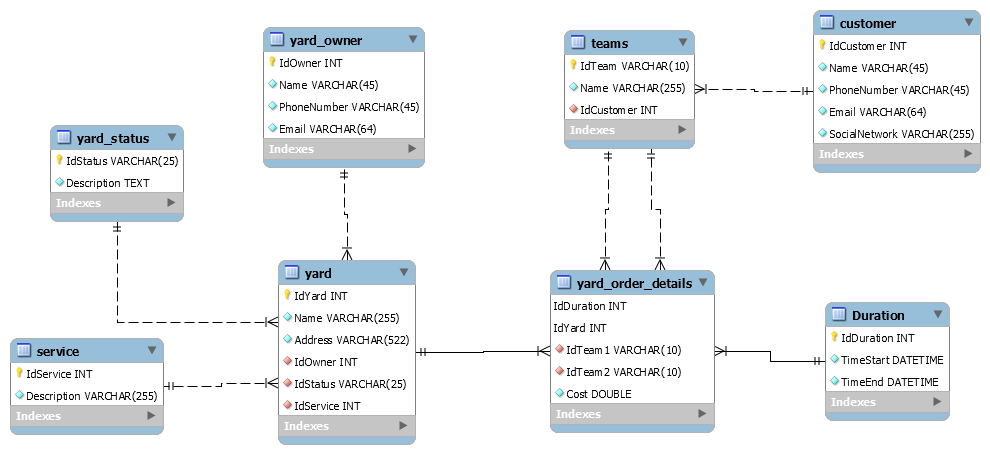 yard_owner
IdOwner INT
Name VARCHAR(45)
PhoneNumber VARCHAR(45)
Email VARCHAR(64)
Indexes
teams
IdTeam VARCHAR(10)
Name VARCHAR(255)
IdCustomer INT
Indexes
customer
IdCustomer INT
Name VARCHAR(45)
PhoneNumber VARCHAR(45)
Email VARCHAR(64)
SocialNetwork VARCHAR(255)
Indexes
yard_status
IdStatus VARCHAR(25)
Description TEXT
Indexes
service
IdService INT
Description VARCHAR(255)
Indexes
yard
IdYard INT
Name VARCHAR(255)
Address VARCHAR(522)
IdOwner INT
IdStatus VARCHAR(25)
IdService INT
Indexes
yard_order_details
IdDuration INT
IdYard INT
IdTeam1 VARCHAR(10)
IdTeam2 VARCHAR(10)
Cost DOUBLE
Indexes
Duration
IdDuration INT
TimeStart DATETIME
TimeEnd DATETIME
Indexes